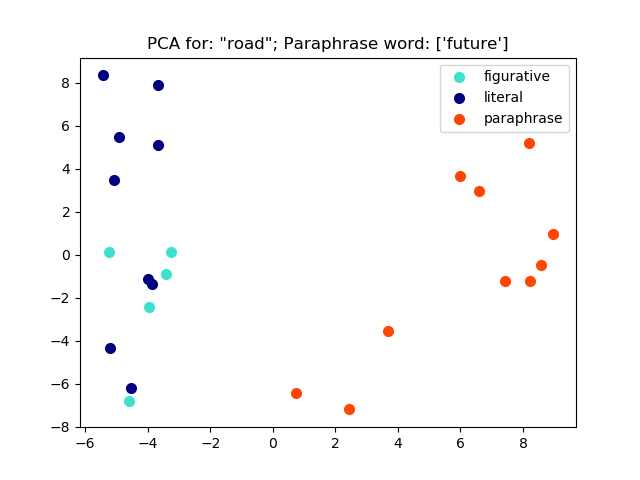 PCA for: "road"; Paraphrase word: ['future']
figurative
literal
paraphrase
8
6
4
2
0
−2
−4
−6
−8
−6 −4 −2 0 2 4 6 8